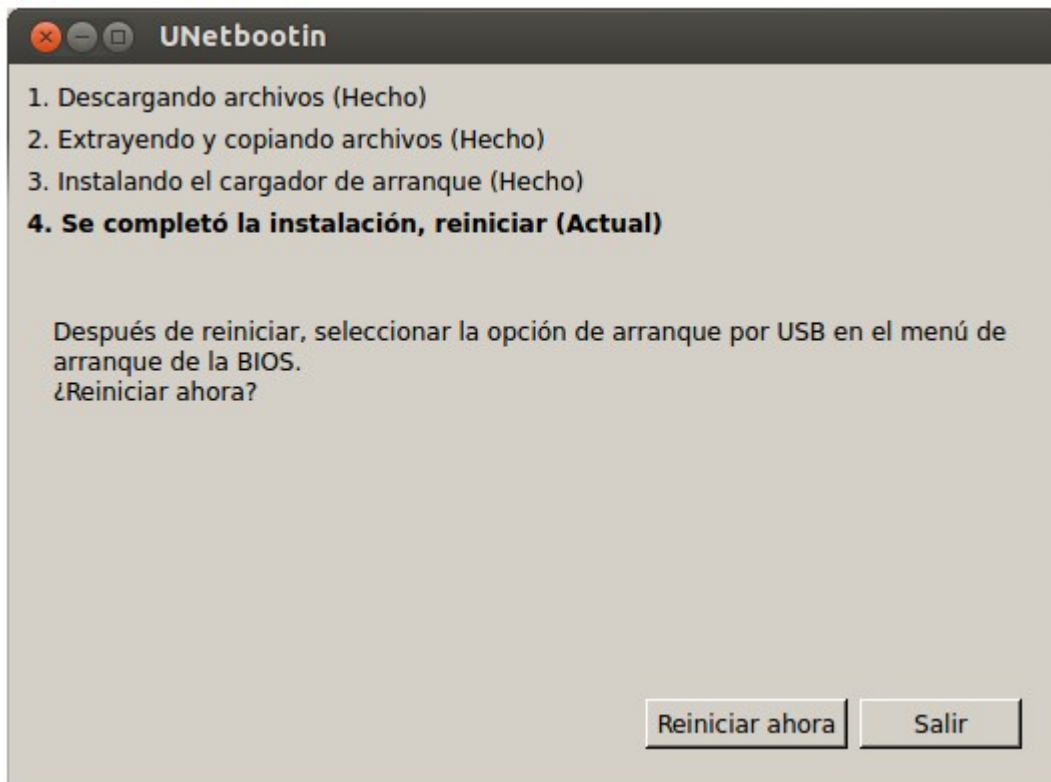 UNetbootin
1. Descargando archivos (Hecho)
2. Extrayendo y copiando archivos (Hecho)
3. Instalando el cargador de arranque (Hecho)
4. Se completó la instalación, reiniciar (Actual)
Después de reiniciar, seleccionar la opción de arranque por USB en el menú de
arranque de la BIOS.
¿Reiniciar ahora?
Reiniciar ahora
Salir